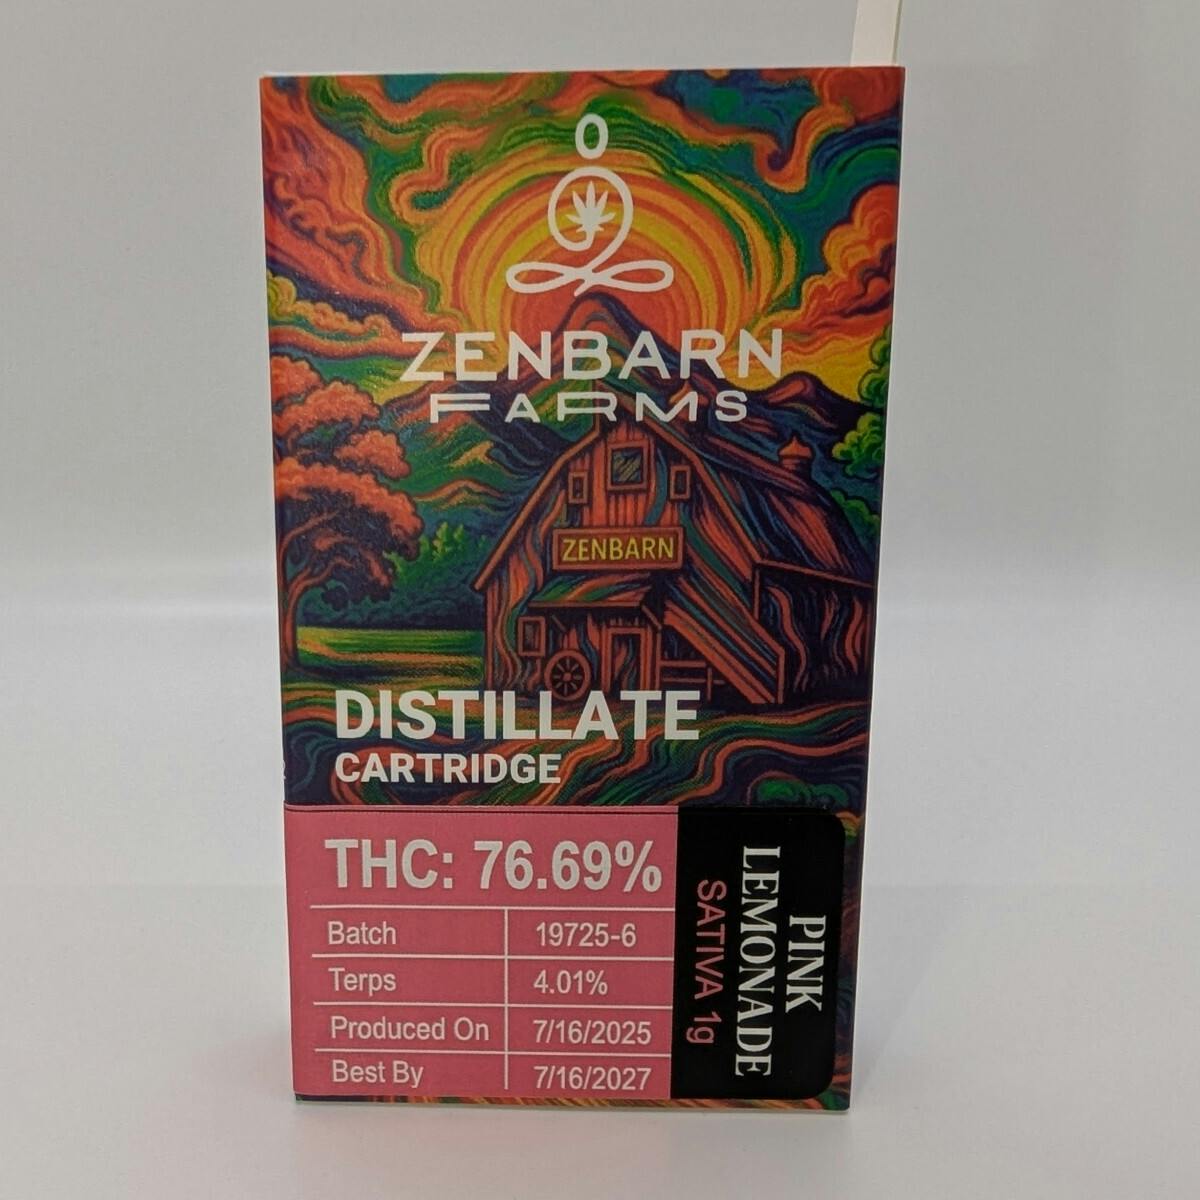 ZENBARN
FARMS
ZENBARN
DISTILLATE
CARTRIDGE
THC: 76.69%
Batch 19725-6
Terps 4.01%
Produced On 7/16/2025
Best By 7/16/2027
PINK
LEMONADE
SATIVA 1g